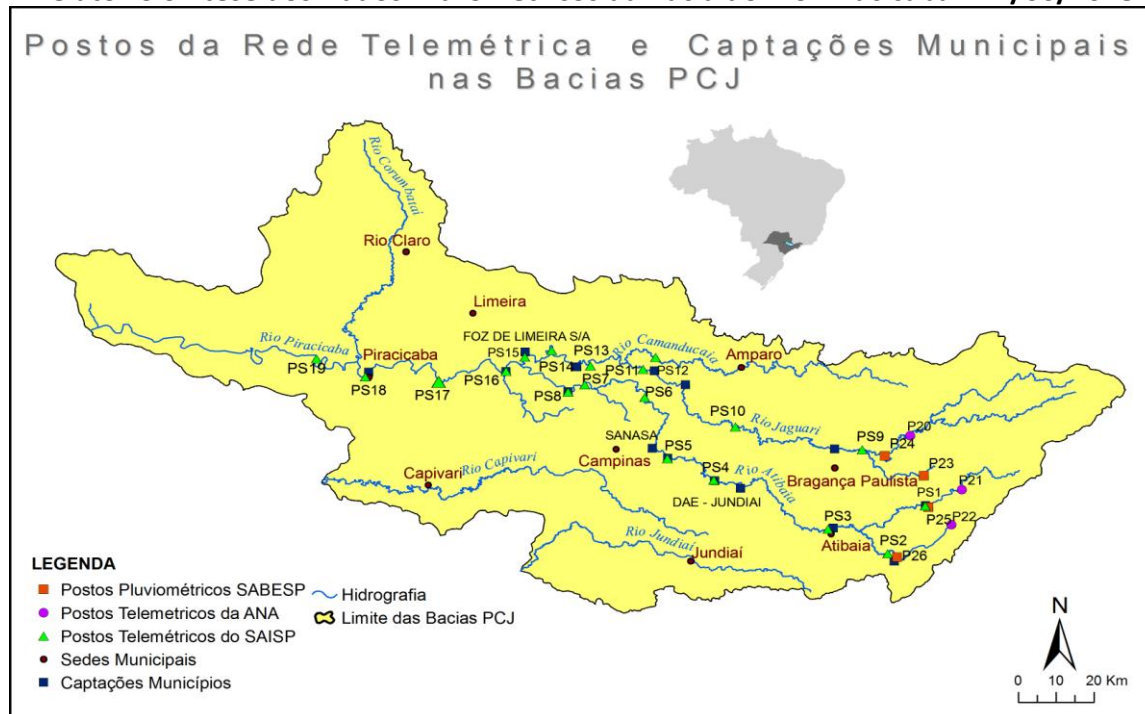 Postos da Rede Telemétrica e Captações Municipais
nas Bacias PCJ
Rio Corumbatai
Rio Claro
Limeira
FOZ DE LIMEIRA S/A
Rio Piracicaba
Piracicaba
PS19
PS18
PS17
PS16
PS15
PS14
PS13
Rio Camanducaia
Amparo
PS11
PS12
PS7
PS8
PS6
PS10
Rio Jaguari
PS9
P20
P24
P23
SANASA
PS5
Campinas
PS4
Rio Atibaia
Bragança Paulista
PS1
P21
P25
P22
DAE - JUNDIAI
Capivari
Rio Capivari
PS3
Atibaia
PS2
P26
Rio Jundiaí
Jundiaí
LEGENDA
Postos Pluviométricos SABESP
Postos Telemetricos da ANA
Postos Telemétricos do SAISP
Sedes Municipais
Captações Municípios
Hidrografia
Limite das Bacias PCJ
N
0 10 20 Km